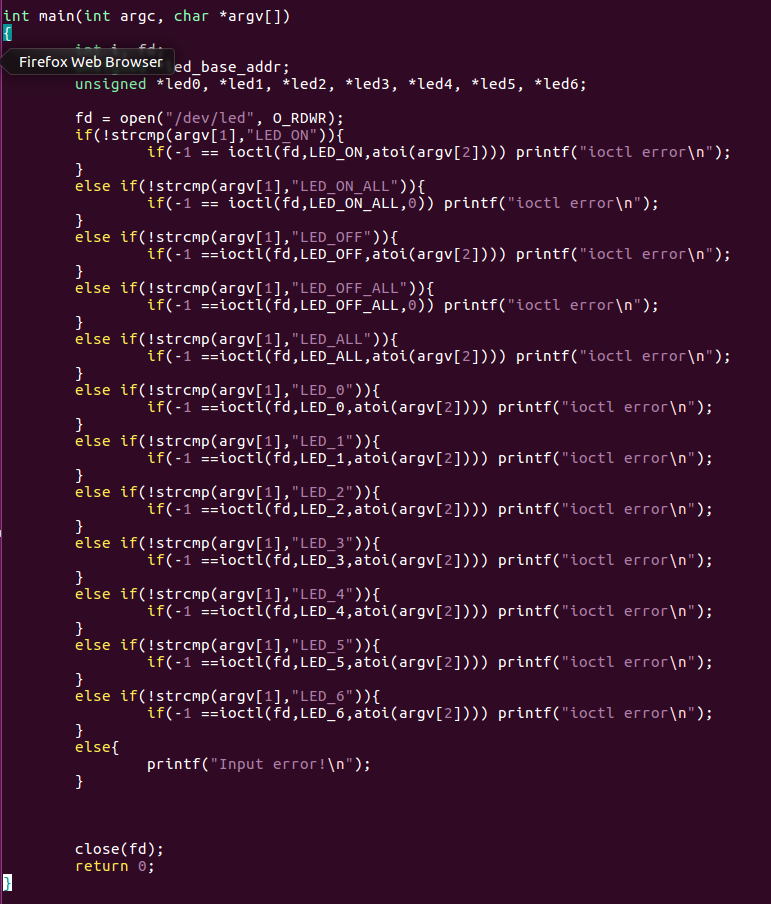 int main(int argc, char *argv[])
{
int i, fd;
Firefox Web Browser
led_base_addr;
unsigned *led0, *led1, *led2, *led3, *led4, *led5, *led6;
fd = open("/dev/led", O_RDWR);
if(!strcmp(argv[1],"LED_ON")){
if(-1 == ioctl(fd,LED_ON,atoi(argv[2]))) printf("ioctl error\n");
}
else if(!strcmp(argv[1],"LED_ON_ALL")){
if(-1 == ioctl(fd,LED_ON_ALL,0)) printf("ioctl error\n");
}
else if(!strcmp(argv[1],"LED_OFF")){
if(-1 ==ioctl(fd,LED_OFF,atoi(argv[2]))) printf("ioctl error\n");
}
else if(!strcmp(argv[1],"LED_OFF_ALL")){
if(-1 ==ioctl(fd,LED_OFF_ALL,0)) printf("ioctl error\n");
}
else if(!strcmp(argv[1],"LED_ALL")){
if(-1 ==ioctl(fd,LED_ALL,atoi(argv[2]))) printf("ioctl error\n");
}
else if(!strcmp(argv[1],"LED_0")){
if(-1 ==ioctl(fd,LED_0,atoi(argv[2]))) printf("ioctl error\n");
}
else if(!strcmp(argv[1],"LED_1")){
if(-1 ==ioctl(fd,LED_1,atoi(argv[2]))) printf("ioctl error\n");
}
else if(!strcmp(argv[1],"LED_2")){
if(-1 ==ioctl(fd,LED_2,atoi(argv[2]))) printf("ioctl error\n");
}
else if(!strcmp(argv[1],"LED_3")){
if(-1 ==ioctl(fd,LED_3,atoi(argv[2]))) printf("ioctl error\n");
}
else if(!strcmp(argv[1],"LED_4")){
if(-1 ==ioctl(fd,LED_4,atoi(argv[2]))) printf("ioctl error\n");
}
else if(!strcmp(argv[1],"LED_5")){
if(-1 ==ioctl(fd,LED_5,atoi(argv[2]))) printf("ioctl error\n");
}
else if(!strcmp(argv[1],"LED_6")){
if(-1 ==ioctl(fd,LED_6,atoi(argv[2]))) printf("ioctl error\n");
}
else{
printf("Input error!\n");
}
close(fd);
return 0;
}